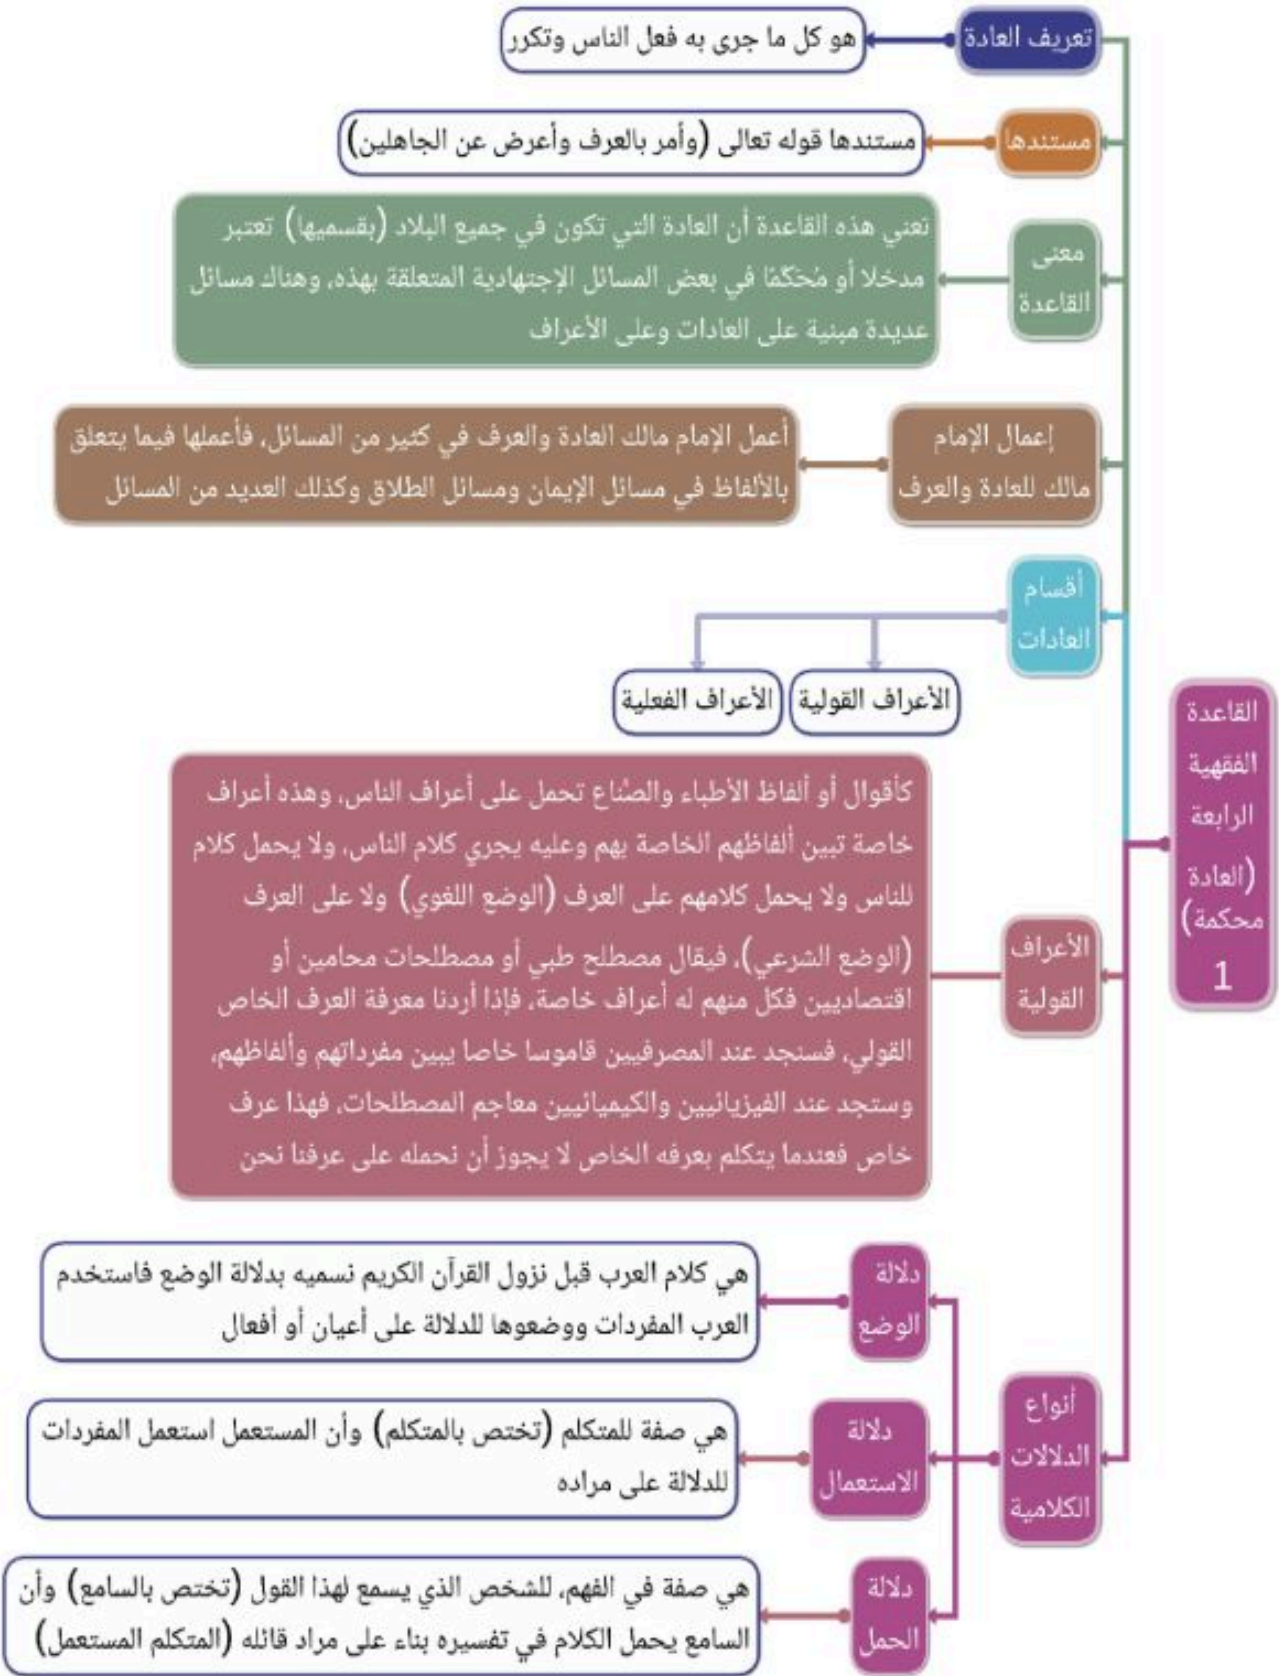 القاعدة
الفقهية
الرابعة
(العادة
محكمة)
1
تعريف العادة
هو كل ما جرى به فعل الناس وتكرر
مستندها
مستندها قوله تعالى (وأمر بالعرف وأعرض عن الجاهلين)
معنى
القاعدة
تعني هذه القاعدة أن العادة التي تكون في جميع البلاد (بقسميها) تعتبر
مدخلا أو مُحَكّمًا في بعض المسائل الإجتهادية المتعلقة بهذه، وهناك مسائل
عديدة مبنية على العادات وعلى الأعراف
إعمال الإمام
مالك للعادة والعرف
أعمل الإمام مالك العادة والعرف في كثير من المسائل، فأعملها فيما يتعلق
بالألفاظ في مسائل الإيمان ومسائل الطلاق وكذلك العديد من المسائل
أقسام
العادات
الأعراف القولية
الأعراف الفعلية
الأعراف
القولية
كأقوال أو ألفاظ الأطباء والصُناع تحمل على أعراف الناس، وهذه أعراف
خاصة تبين ألفاظهم الخاصة بهم وعليه يجري كلام الناس، ولا يحمل كلام
للناس ولا يحمل كلامهم على العرف (الوضع اللغوي) ولا على العرف
(الوضع الشرعي)، فيقال مصطلح طبي أو مصطلحات محامين أو
اقتصاديين فكل منهم له أعراف خاصة، فإذا أردنا معرفة العرف الخاص
القولي، فسنجد عند المصرفيين قاموسا خاصا يبين مفرداتهم وألفاظهم،
وستجد عند الفيزيائيين والكيميائيين معاجم المصطلحات، فهذا عرف
خاص فعندما يتكلم بعرفه الخاص لا يجوز أن نحمله على عرفنا نحن
أنواع
الدلالات
الكلامية
دلالة
الوضع
هي كلام العرب قبل نزول القرآن الكريم نسميه بدلالة الوضع فاستخدم
العرب المفردات ووضعوها للدلالة على أعيان أو أفعال
دلالة
الاستعمال
هي صفة للمتكلم (تختص بالمتكلم) وأن المستعمل استعمل المفردات
للدلالة على مراده
دلالة
الحمل
هي صفة في الفهم، للشخص الذي يسمع لهذا القول (تختص بالسامع) وأن
السامع يحمل الكلام في تفسيره بناء على مراد قائله (المتكلم المستعمل)